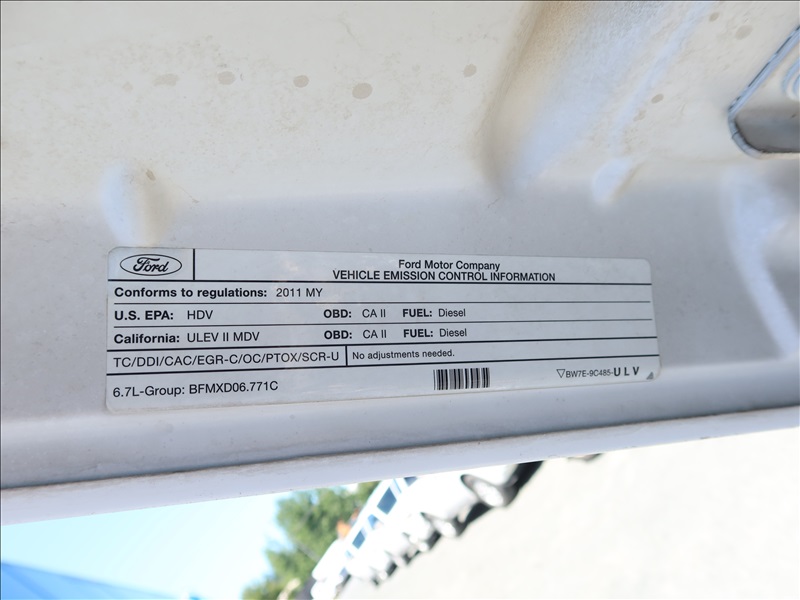 Ford
Ford Motor Company
VEHICLE EMISSION CONTROL INFORMATION
Conforms to regulations: 2011 MY
U.S. EPA: HDV OBD: CA II FUEL: Diesel
California: ULEV II MDV OBD: CA II FUEL: Diesel
TC/DDI/CAC/EGR-C/OC/PTOX/SCR-U No adjustments needed.
6.7L-Group: BFMXD06.771C ▽BW7E-9C485-ULV